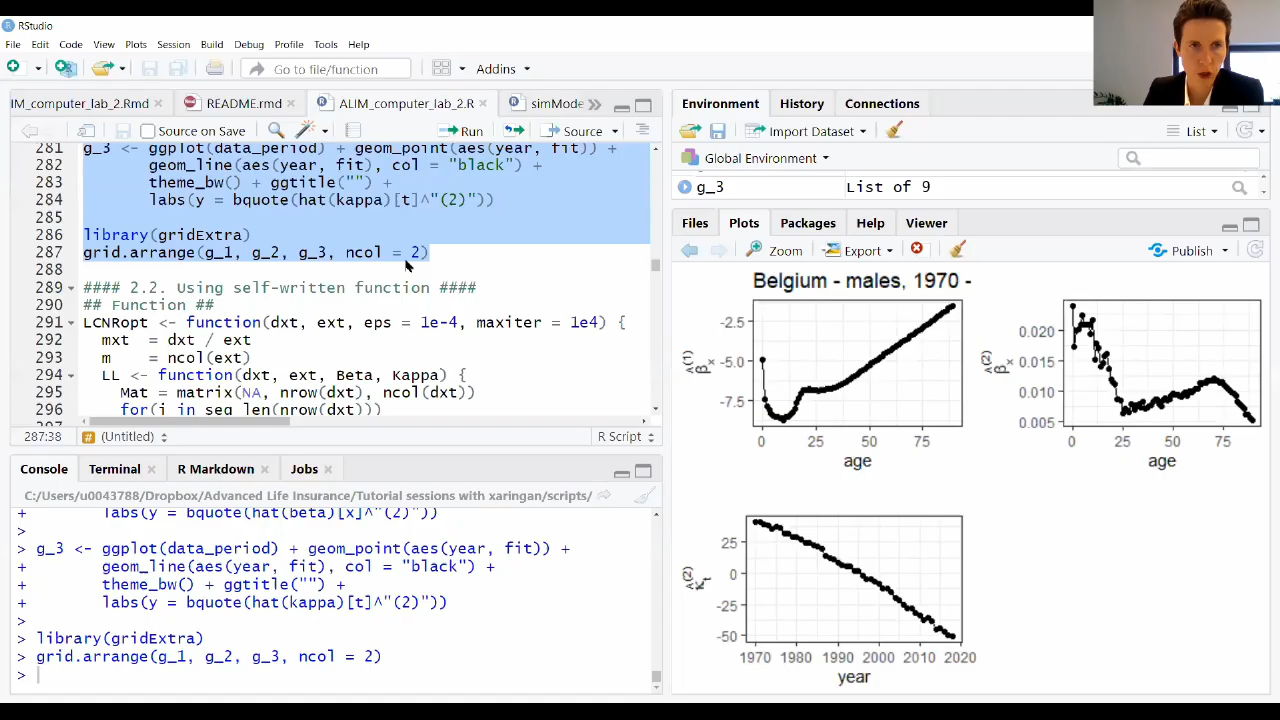 RStudio
File Edit Code View Plots Session Build Debug Profile Tools Help
Go to file/function Addins
IM_computer_lab_2.Rmd README.rmd ALIM_computer_lab_2.R simMode
Source on Save Run Source
281 g_3 <- ggplot(data_period) + geom_point(aes(year, fit)) +
282 geom_line(aes(year, fit), col = "black") +
283 theme_bw() + ggtitle("") +
284 labs(y = bquote(hat(kappa)[t]^"(2)"))
285
286 library(gridExtra)
287 grid.arrange(g_1, g_2, g_3, ncol = 2)
288
289 #### 2.2. Using self-written function ####
290 ## Function ##
291 LCNRopt <- function(dxt, ext, eps = 1e-4, maxiter = 1e4) {
292 mxt = dxt / ext
293 m = ncol(ext)
294 LL <- function(dxt, ext, Beta, Kappa) {
295 Mat = matrix(NA, nrow(dxt), ncol(dxt))
296 for(i in seq_len(nrow(dxt)))
287:38 # (Untitled) R Script
Console Terminal R Markdown Jobs
C:/Users/u0043788/Dropbox/Advanced Life Insurance/Tutorial sessions with xaringan/scripts/
+ labs(y = bquote(hat(beta)[x]^"(2)"))
>
> g_3 <- ggplot(data_period) + geom_point(aes(year, fit)) +
+ geom_line(aes(year, fit), col = "black") +
+ theme_bw() + ggtitle("") +
+ labs(y = bquote(hat(kappa)[t]^"(2)"))
>
> library(gridExtra)
> grid.arrange(g_1, g_2, g_3, ncol = 2)
>
Environment History Connections
Import Dataset List
Global Environment
g_3 List of 9
Files Plots Packages Help Viewer
Zoom Export Publish
Belgium - males, 1970 -
-2.5
-5.0
-7.5
β̂x(1)
0 25 50 75
age
0.020
0.015
0.010
0.005
β̂x(2)
0 25 50 75
age
25
0
-25
-50
κ̂t(2)
1970 1980 1990 2000 2010 2020
year